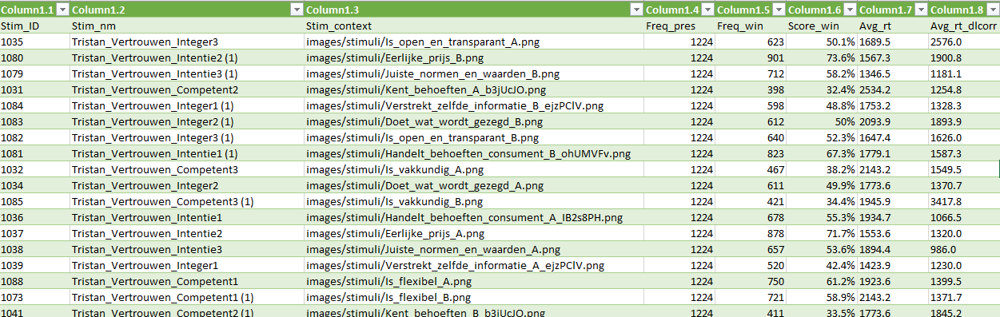 Column1.1 Column1.2 Column1.3 Column1.4 Column1.5 Column1.6 Column1.7 Column1.8
Stim_ID Stim_nm Stim_context Freq_pres Freq_win Score_win Avg_rt Avg_rt_dlcorr
1035 Tristan_Vertrouwen_Integer3 images/stimuli/Is_open_en_transparant_A.png 1224 623 50.1% 1689.5 2576.0
1080 Tristan_Vertrouwen_Intentie2 (1) images/stimuli/Eerlijke_prijs_B.png 1224 901 73.6% 1567.3 1900.8
1079 Tristan_Vertrouwen_Intentie3 (1) images/stimuli/Juiste_normen_en_waarden_B.png 1224 712 58.2% 1346.5 1181.1
1031 Tristan_Vertrouwen_Competent2 images/stimuli/Kent_behoeften_A_b3jUcJO.png 1224 398 32.4% 2534.2 1254.8
1084 Tristan_Vertrouwen_Integer1 (1) images/stimuli/Verstrekt_zelfde_informatie_B_ejzPClV.png 1224 598 48.8% 1753.2 1328.3
1083 Tristan_Vertrouwen_Integer2 (1) images/stimuli/Doet_wat_wordt_gezegd_B.png 1224 612 50% 2093.9 1893.9
1082 Tristan_Vertrouwen_Integer3 (1) images/stimuli/Is_open_en_transparant_B.png 1224 640 52.3% 1647.4 1626.0
1081 Tristan_Vertrouwen_Intentie1 (1) images/stimuli/Handelt_behoeften_consument_B_ohUMVFv.png 1224 823 67.3% 1779.1 1587.3
1032 Tristan_Vertrouwen_Competent3 images/stimuli/Is_vakkundig_A.png 1224 467 38.2% 2143.2 1549.5
1034 Tristan_Vertrouwen_Integer2 images/stimuli/Doet_wat_wordt_gezegd_A.png 1224 611 49.9% 1773.6 1370.7
1085 Tristan_Vertrouwen_Competent3 (1) images/stimuli/Is_vakkundig_B.png 1224 421 34.4% 1945.9 3417.8
1036 Tristan_Vertrouwen_Intentie1 images/stimuli/Handelt_behoeften_consument_A_IB2s8PH.png 1224 678 55.3% 1934.7 1066.5
1037 Tristan_Vertrouwen_Intentie2 images/stimuli/Eerlijke_prijs_A.png 1224 878 71.7% 1553.6 1320.0
1038 Tristan_Vertrouwen_Intentie3 images/stimuli/Juiste_normen_en_waarden_A.png 1224 657 53.6% 1894.4 986.0
1039 Tristan_Vertrouwen_Integer1 images/stimuli/Verstrekt_zelfde_informatie_A_ejzPClV.png 1224 520 42.4% 1423.9 1230.0
1088 Tristan_Vertrouwen_Competent1 images/stimuli/Is_flexibel_A.png 1224 750 61.2% 1923.6 1399.5
1073 Tristan_Vertrouwen_Competent1 (1) images/stimuli/Is_flexibel_B.png 1224 721 58.9% 2142.2 1371.7
1041 Tristan_Vertrouwen_Competent2 (1) images/stimuli/Kent_behoeften_B_b3jUcJO.png 1224 411 33.5% 1773.6 1845.2